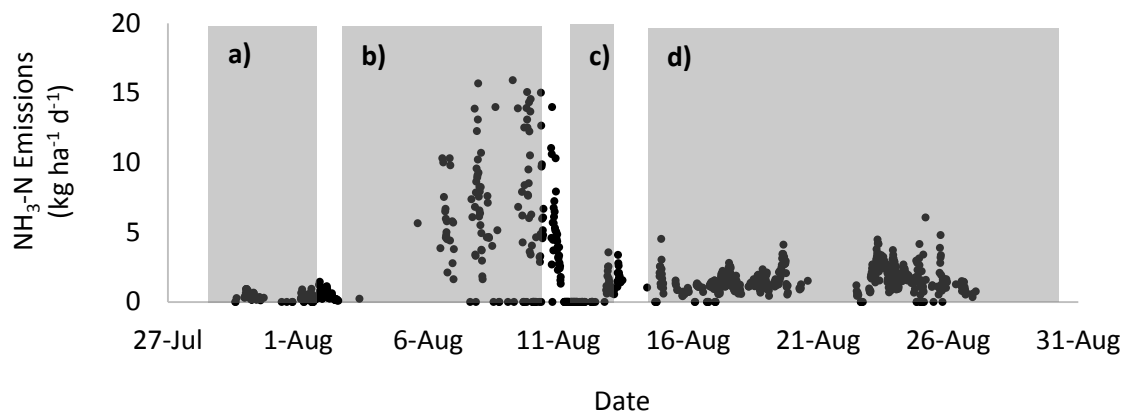 20
15
10
5
0
NH₃-N Emissions
(kg ha⁻¹ d⁻¹)
a)
b)
c)
d)
27-Jul
1-Aug
6-Aug
11-Aug
16-Aug
21-Aug
26-Aug
31-Aug
Date